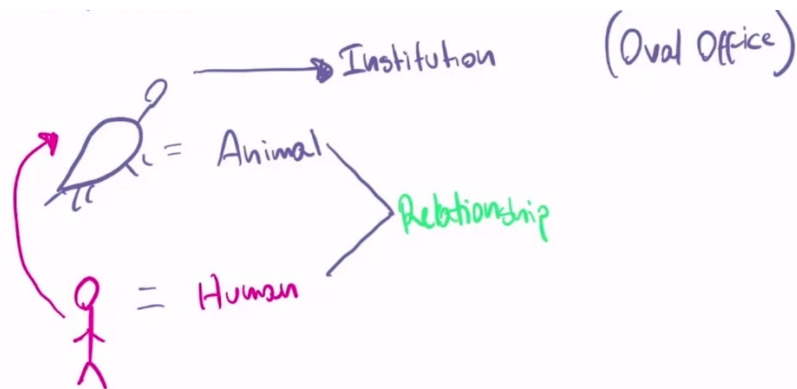 Institution (Oval Office)
= Animal
Relationship
= Human